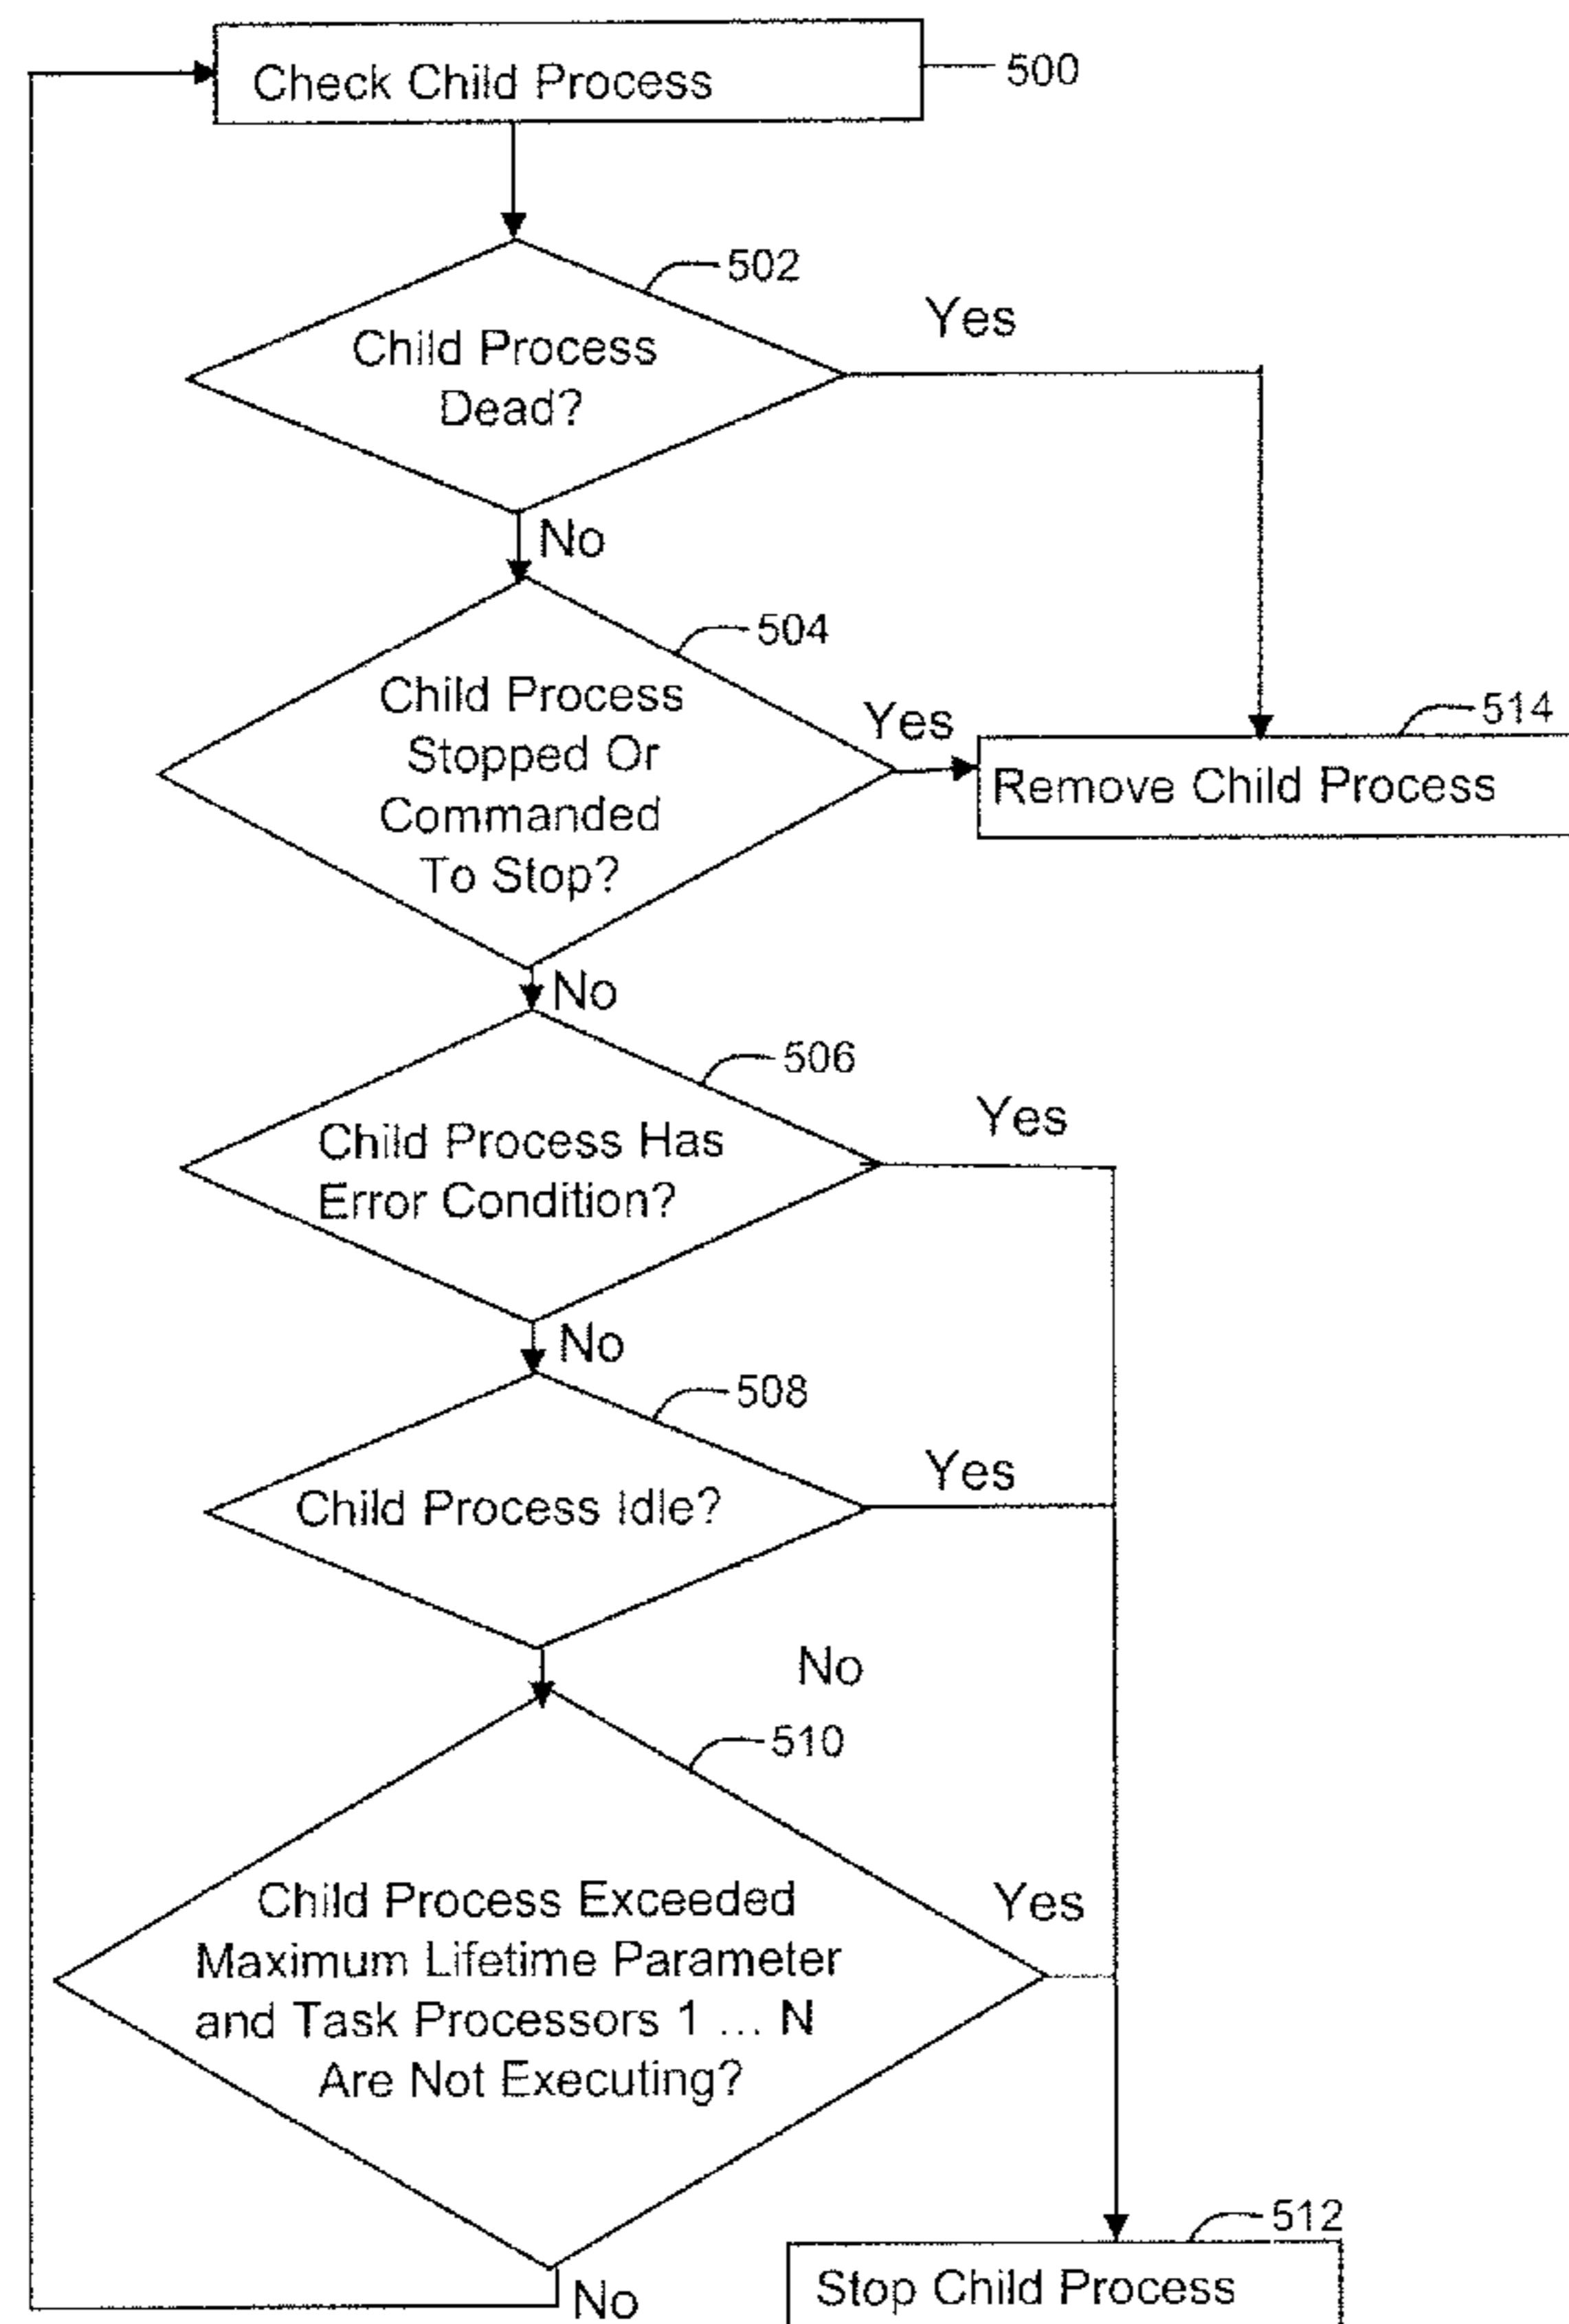 Check Child Process
500
502
Yes
Child Process
Dead?
No
504
Child Process
Stopped Or
Commanded
To Stop?
Yes
514
Remove Child Process
No
506
Yes
Child Process Has
Error Condition?
No
508
Yes
Child Process Idle?
No
510
Child Process Exceeded
Maximum Lifetime Parameter
and Task Processors 1 ... N
Are Not Executing?
Yes
512
Stop Child Process
No